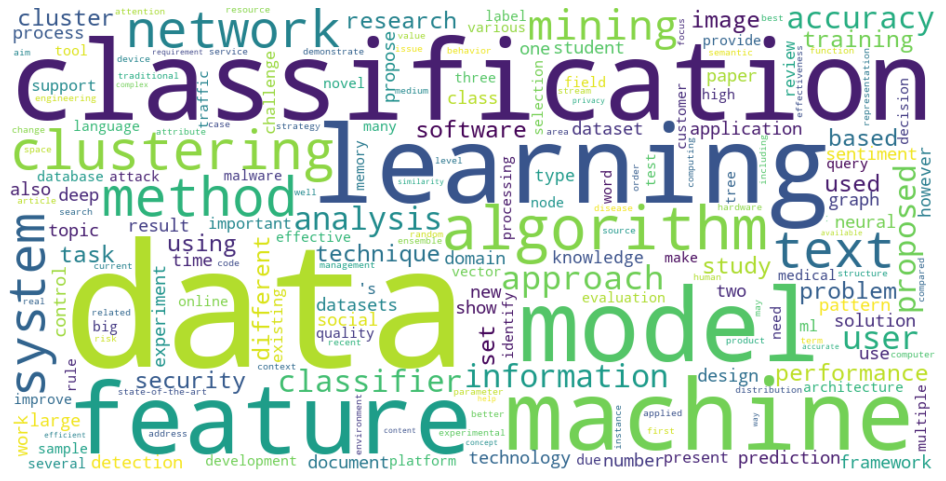 cluster
process
attention
resource
network
research
label
various
mining
image
accuracy
training
aim
tool
requirement
service
demonstrate
propose
one
student
focus
provide
review
best
function
classification
support
device
traditional
complex
traffic
novel
challenge
three
class
value
issue
behavior
medium
selection
field
stream
privacy
semantic
paper
high
customer
decision
effectiveness
representation
engineering
change
space
language
attribute
case
strategy
many
software
dataset
area
application
based
clustering
learning
database
attack
malware
memory
level
similarity
type
order
test
computing
including
tree
query
sentiment
used
graph
however
article
also
deep
search
topic
method
result
important
analysis
node
word
processing
disease
random
ensemble
source
hardware
neural
algorithm
text
proposed
system
task
using
time
effective
technique
domain
vector
knowledge
make
human
study
medical
available
structure
compared
control
current
code
management
different
existing
experiment
online
's
datasets
approach
new
show
set
identify
evaluation
two
need
may
problem
pattern
solution
ml
term
accurate
computer
user
use
data
model
real
related
big
risk
social
quality
recent
context
product
rule
improve
security
state-of-the-art
classifier
information
parameter
help
design
distribution
performance
architecture
multiple
work
large
sample
efficient
several
feature
address
environment
content
better
experimental
concept
instance
applied
first
may
machine
detection
development
document
platform
technology
due
number
present
prediction
framework